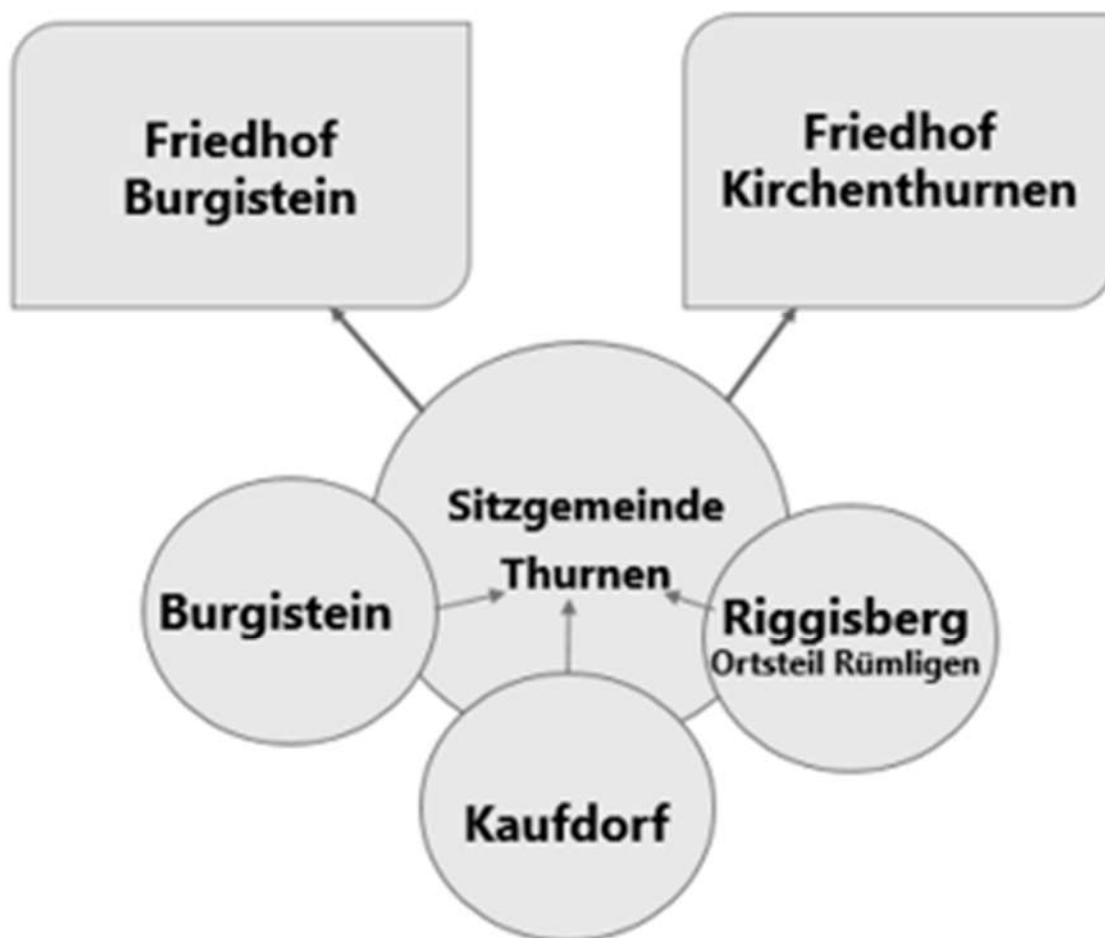 Friedhof
Burgistein
Friedhof
Kirchenthurnen
Sitzgemeinde
Thurnen
Burgistein
Riggisberg
Ortsteil Rümligen
Kaufdorf